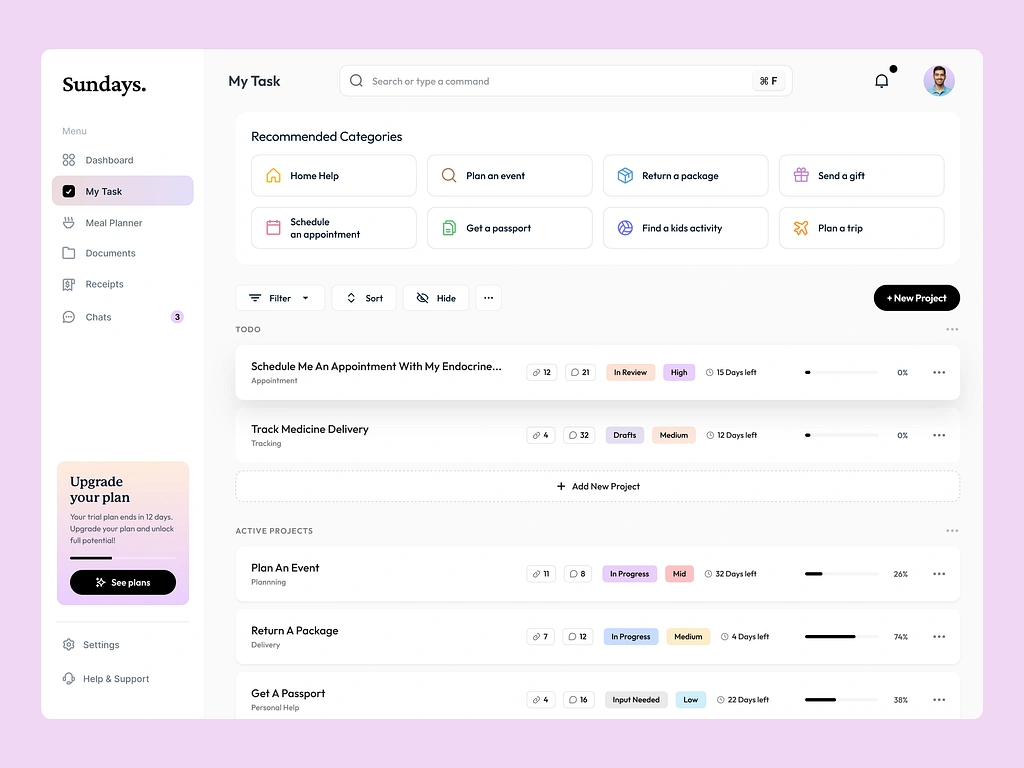 Sundays.
Menu
Dashboard
My Task
Meal Planner
Documents
Receipts
Chats 3
Upgrade
your plan
Your trial plan ends in 12 days.
Upgrade your plan and unlock
full potential!
See plans
Settings
Help & Support
My Task
Search or type a command ⌘ F
Recommended Categories
Home Help
Plan an event
Return a package
Send a gift
Schedule
an appointment
Get a passport
Find a kids activity
Plan a trip
Filter Sort Hide ··· + New Project
TODO ···
Schedule Me An Appointment With My Endocrine... 12 21 In Review High 15 Days left 0% ···
Appointment
Track Medicine Delivery 4 32 Drafts Medium 12 Days left 0% ···
Tracking
+ Add New Project
ACTIVE PROJECTS ···
Plan An Event 11 8 In Progress Mid 32 Days left 26% ···
Plannning
Return A Package 7 12 In Progress Medium 4 Days left 74% ···
Delivery
Get A Passport 4 16 Input Needed Low 22 Days left 38% ···
Personal Help